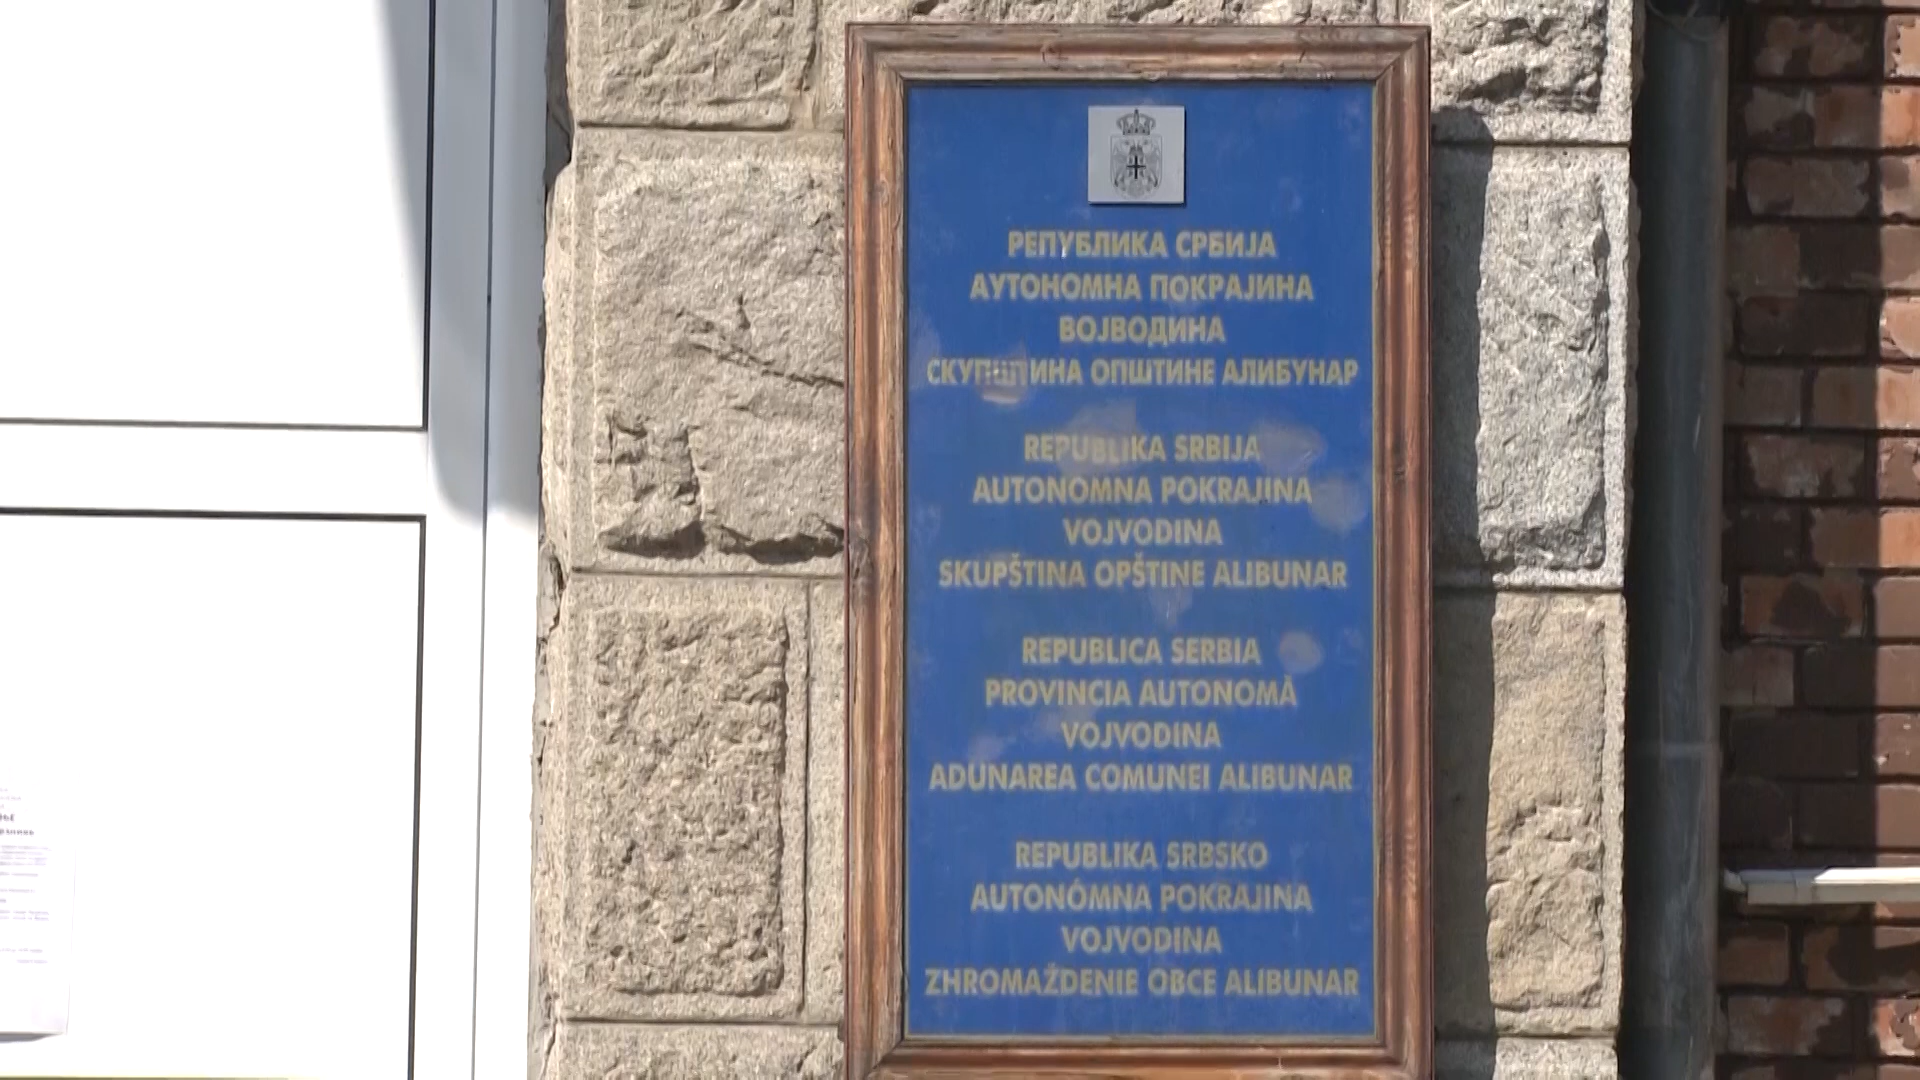 РЕПУБЛИКА СРБИЈА
АУТОНОМНА ПОКРАЈИНА
ВОЈВОДИНА
СКУПШТИНА ОПШТИНЕ АЛИБУНАР
REPUBLIKA SRBIJA
AUTONOMNA POKRAJINA
VOJVODINA
SKUPŠTINA OPŠTINE ALIBUNAR
REPUBLICA SERBIA
PROVINCIA AUTONOMÀ
VOJVODINA
ADUNAREA COMUNEI ALIBUNAR
REPUBLIKA SRBSKO
AUTONÓMNA POKRAJINA
VOJVODINA
ZHROMAŽDENIE OBCE ALIBUNAR